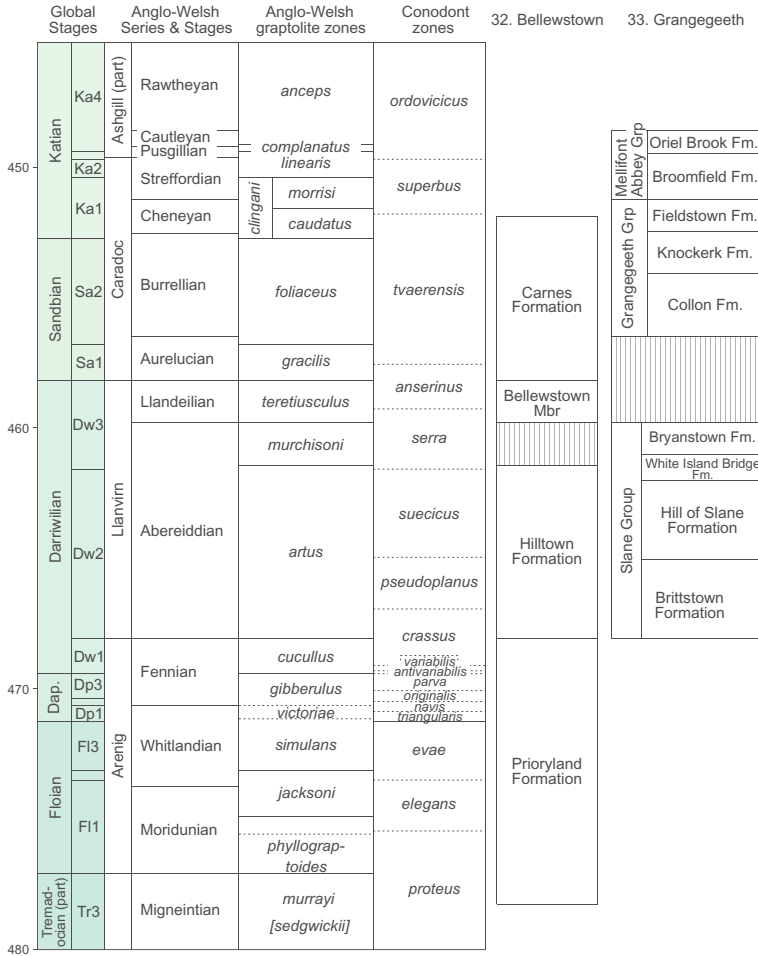 Global
Stages
Anglo-Welsh
Series & Stages
Anglo-Welsh
graptolite zones
Conodont
zones
32. Bellewstown
33. Grangegeeth
450
460
470
480
Katian
Sandbian
Darriwilian
Dap.
Floian
Tremad-
ocian (part)
Ka4
Ka2
Ka1
Sa2
Sa1
Dw3
Dw2
Dw1
Dp3
Dp1
Fl3
Fl1
Tr3
Ashgill (part)
Caradoc
Llanvirn
Arenig
Rawtheyan
Cautleyan
Pusgillian
Streffordian
Cheneyan
Burrellian
Aurelucian
Llandeilian
Abereiddian
Fennian
Whitlandian
Moridunian
Migneintian
anceps
complanatus
linearis
clingani
morrisi
caudatus
foliaceus
gracilis
teretiusculus
murchisoni
artus
cucullus
gibberulus
victoriae
simulans
jacksoni
phyllograp-
toides
murrayi
[sedgwickii]
ordovicicus
superbus
tvaerensis
anserinus
serra
suecicus
pseudoplanus
crassus
variabilis
antivariabilis
parva
originalis
navis
triangularis
evae
elegans
proteus
Carnes
Formation
Bellewstown
Mbr
Hilltown
Formation
Prioryland
Formation
Mellifont
Abbey Grp
Oriel Brook Fm.
Broomfield Fm.
Grangegeeth Grp
Fieldstown Fm.
Knockerk Fm.
Collon Fm.
Slane Group
Bryanstown Fm.
White Island Bridge
Fm.
Hill of Slane
Formation
Brittstown
Formation